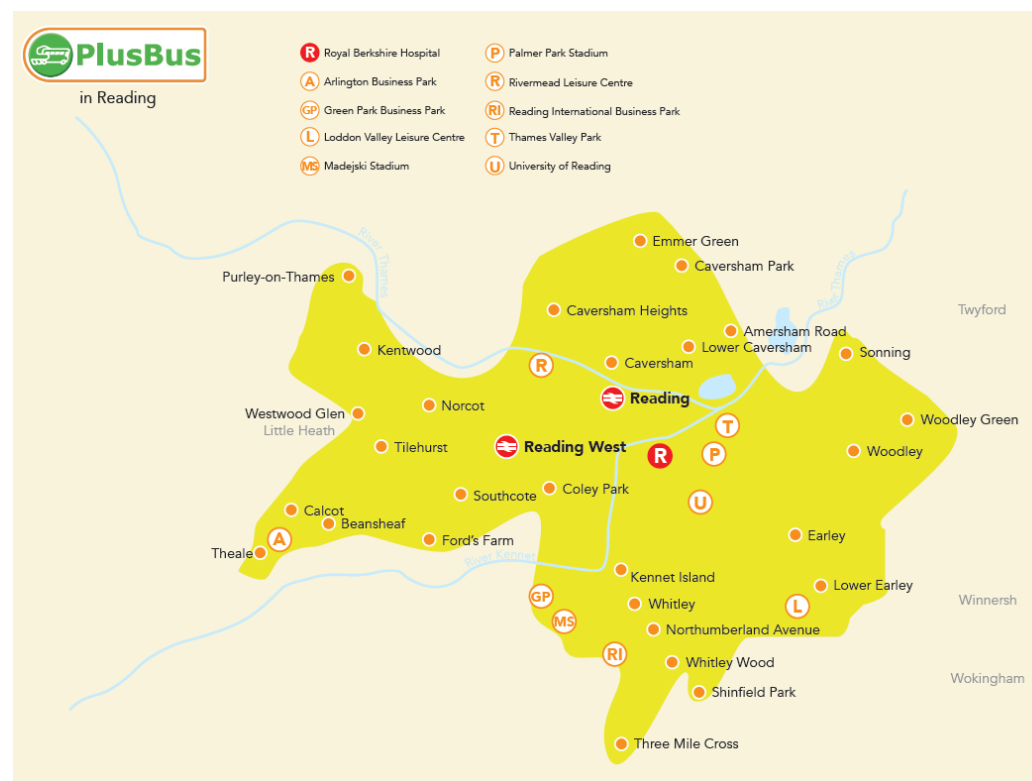 PlusBus
in Reading
R Royal Berkshire Hospital
A Arlington Business Park
GP Green Park Business Park
L Loddon Valley Leisure Centre
MS Madejski Stadium
P Palmer Park Stadium
R Rivermead Leisure Centre
RI Reading International Business Park
T Thames Valley Park
U University of Reading
River Thames
Emmer Green
Caversham Park
River Thames
Purley-on-Thames
Caversham Heights
Twyford
Amersham Road
Lower Caversham
Kentwood
Sonning
Caversham
R
Reading
Norcot
Westwood Glen
Little Heath
Woodley Green
T
Tilehurst
Reading West
R
P
Woodley
Southcote
Coley Park
U
Calcot
Beansheaf
A
Theale
Ford's Farm
Earley
River Kennet
Kennet Island
Lower Earley
GP
Whitley
L
Winnersh
MS
Northumberland Avenue
RI
Whitley Wood
Wokingham
Shinfield Park
Three Mile Cross